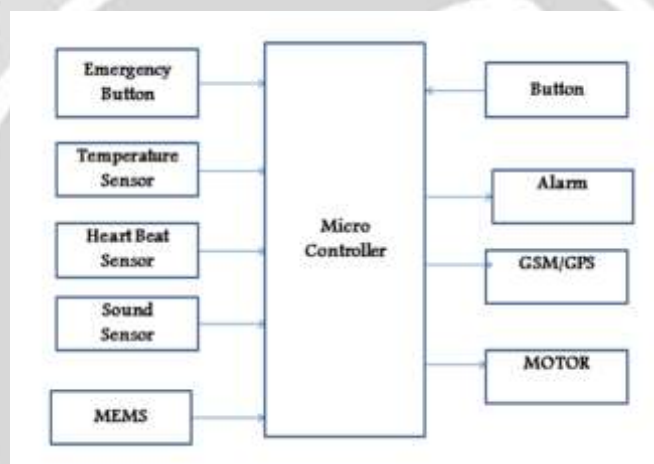 Emergency
Button
Temperature
Sensor
Heart Beat
Sensor
Sound
Sensor
MEMS
Micro
Controller
Button
Alarm
GSM/GPS
MOTOR